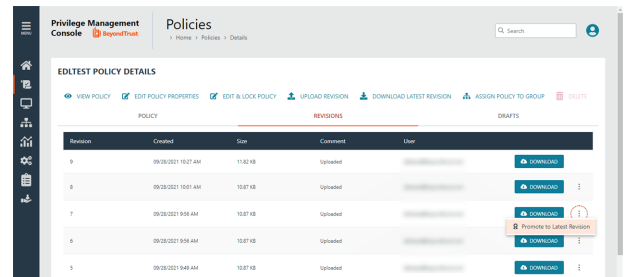 MENU
Privilege Management
Console BeyondTrust
Policies
> Home > Policies > Details
Search
EDLTEST POLICY DETAILS
VIEW POLICY EDIT POLICY PROPERTIES EDIT & LOCK POLICY UPLOAD REVISION DOWNLOAD LATEST REVISION ASSIGN POLICY TO GROUP DELETE
POLICY REVISIONS DRAFTS
Revision Created Size Comment User
9 09/28/2021 10:27 AM 11.82 KB Uploaded DOWNLOAD
8 09/28/2021 10:01 AM 10.87 KB Uploaded DOWNLOAD
7 09/28/2021 9:56 AM 10.87 KB Uploaded DOWNLOAD
Promote to Latest Revision
6 09/28/2021 9:56 AM 10.87 KB Uploaded DOWNLOAD
5 09/28/2021 9:49 AM 10.87 KB Uploaded DOWNLOAD